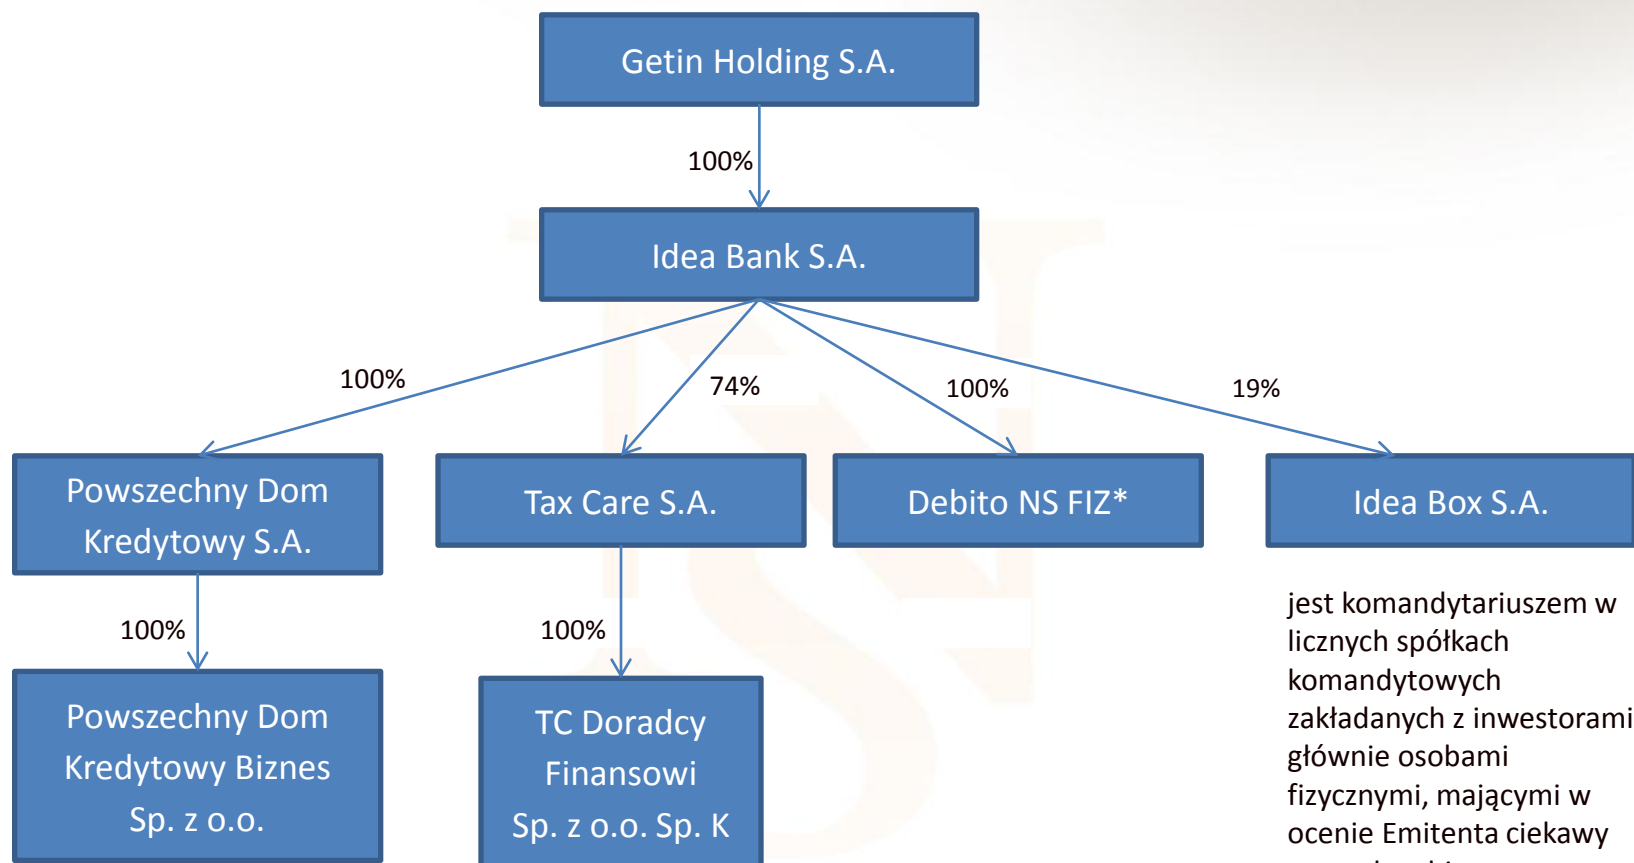 Getin Holding S.A.
100%
Idea Bank S.A.
100%
74%
100%
19%
Powszechny Dom
Kredytowy S.A.
Tax Care S.A.
Debito NS FIZ*
Idea Box S.A.
100%
100%
Powszechny Dom
Kredytowy Biznes
Sp. z o.o.
TC Doradcy
Finansowi
Sp. z o.o. Sp. K
jest komandytariuszem w
licznych spółkach
komandytowych
zakładanych z inwestorami
głównie osobami
fizycznymi, mającymi w
ocenie Emitenta ciekawy